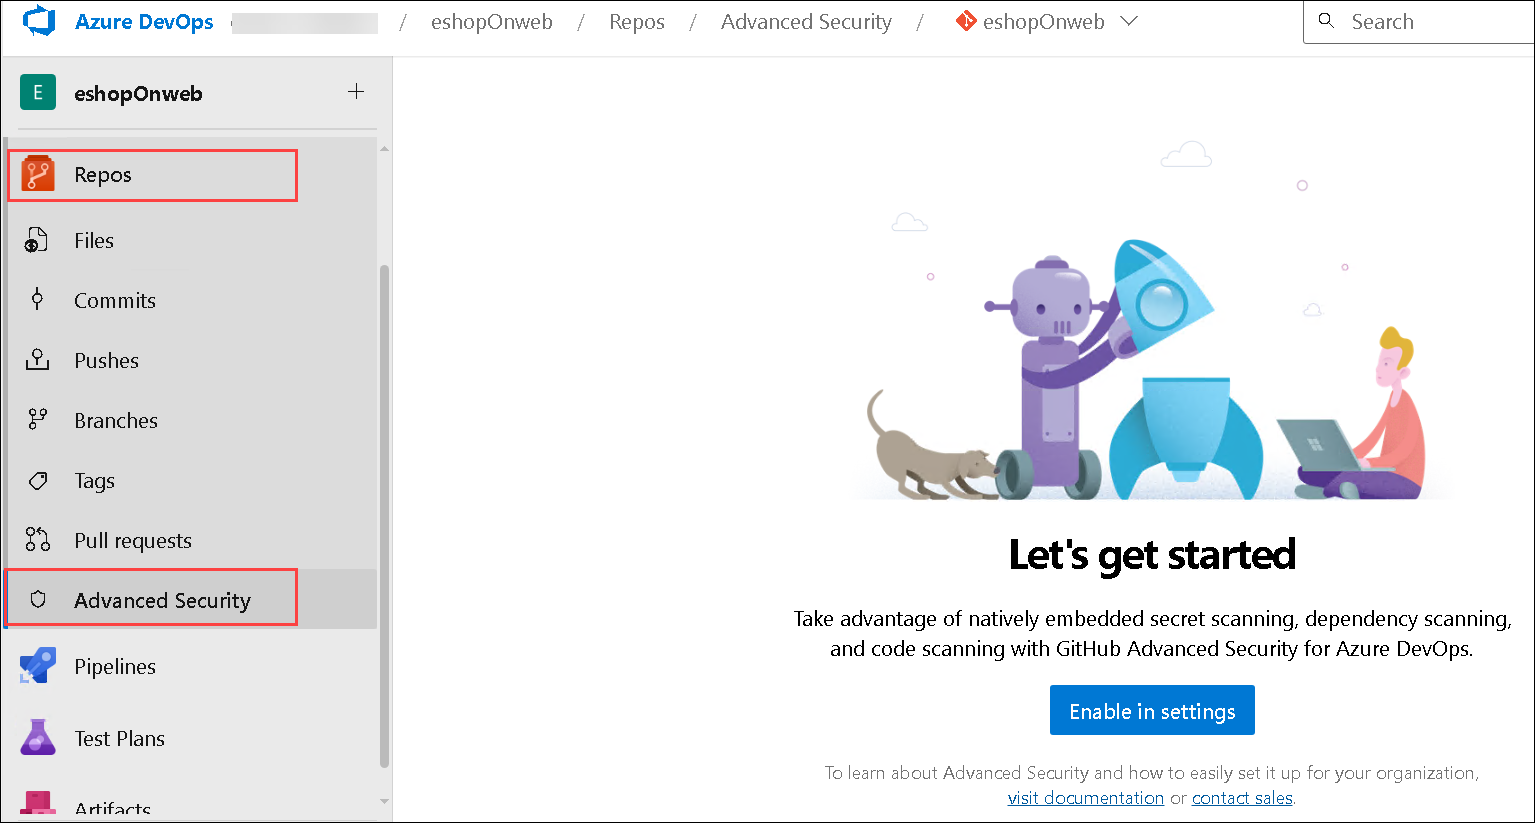 Azure DevOps / eshopOnweb / Repos / Advanced Security / eshopOnweb
Search
E eshopOnweb
Repos
Files
Commits
Pushes
Branches
Tags
Pull requests
Advanced Security
Pipelines
Test Plans
Artifacts
Let's get started
Take advantage of natively embedded secret scanning, dependency scanning,
and code scanning with GitHub Advanced Security for Azure DevOps.
Enable in settings
To learn about Advanced Security and how to easily set it up for your organization,
visit documentation or contact sales.